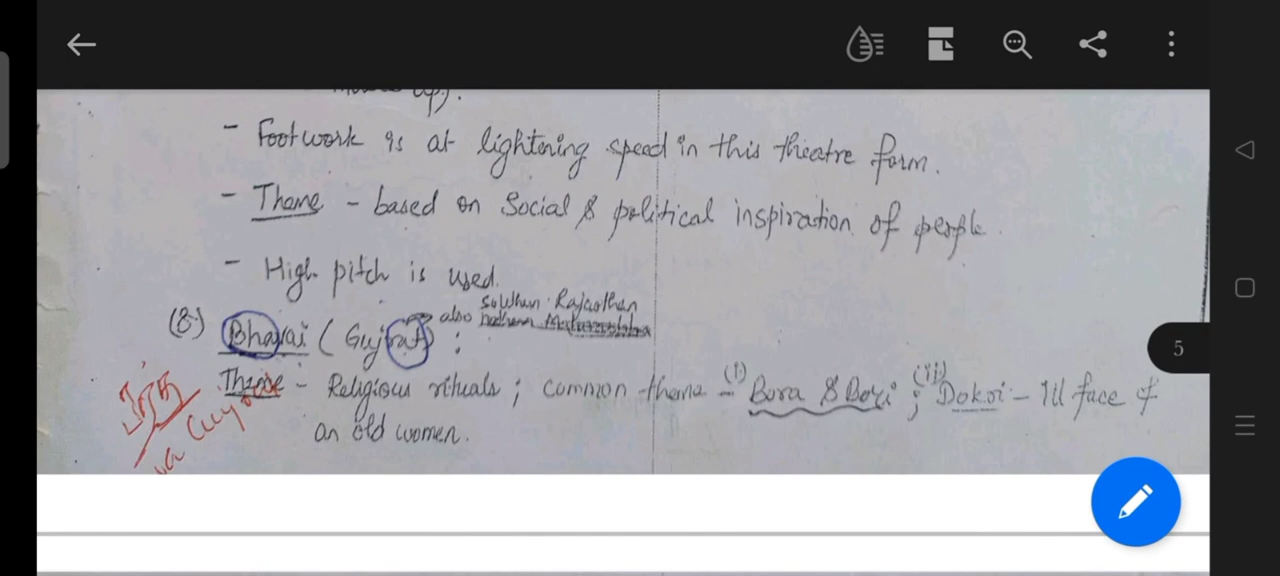 up).
- Footwork is at lightening speed in this theatre form.
- Theme - based on Social & political inspiration of people.
- High pitch is used.
also Southern Rajasthan
(8.) Bhavai (Gujrat) :
Theme - Religious rituals ; common theme - (i) Bora & Bori ; (ii) Dokri - Ill face of
an old women.
5